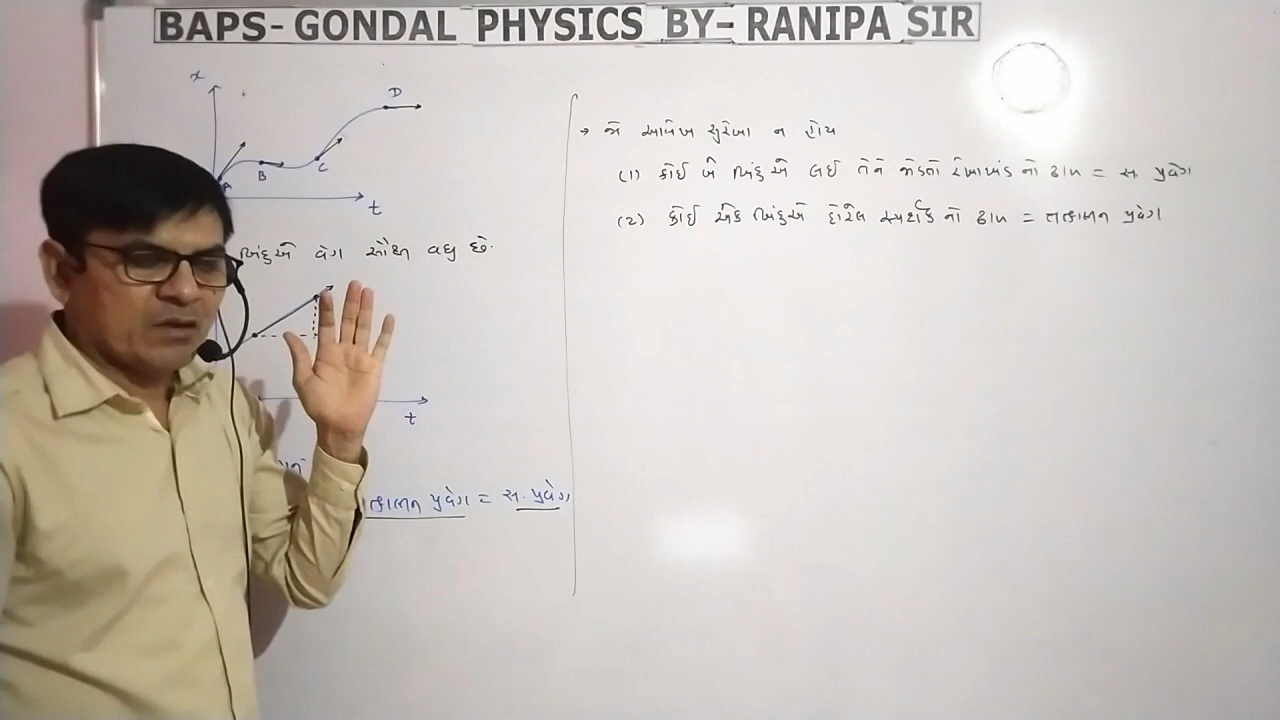 BAPS-GONDAL PHYSICS BY-RANIPA SIR
x
D
A
B
C
t
બિંદુએ વેગ સૌથી વધુ છે.
t
તત્કાલીન પ્રવેગ = સ. પ્રવેગ
→ જો આલેખ સુરેખા ન હોય
(1) કોઈ બે બિંદુએ લઈ તેને જોડતો રેખાખંડ નો ઢાળ = સ. પ્રવેગ
(2) કોઈ એક બિંદુએ દોરેલ સ્પર્શક નો ઢાળ = તત્કાલીન પ્રવેગ